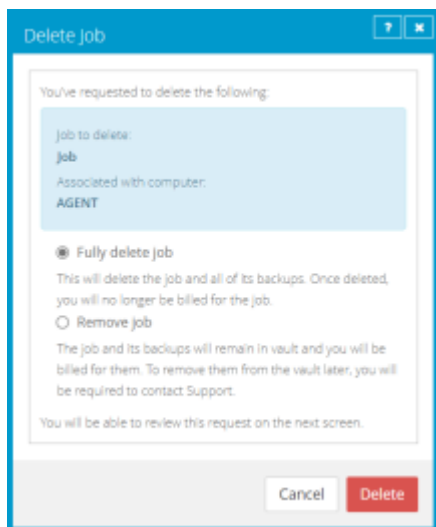 Delete Job
? ×
You've requested to delete the following:
Job to delete:
Job
Associated with computer:
AGENT
Fully delete job
This will delete the job and all of its backups. Once deleted,
you will no longer be billed for the job.
Remove job
The job and its backups will remain in vault and you will be
billed for them. To remove them from the vault later, you will
be required to contact Support.
You will be able to review this request on the next screen.
Cancel Delete